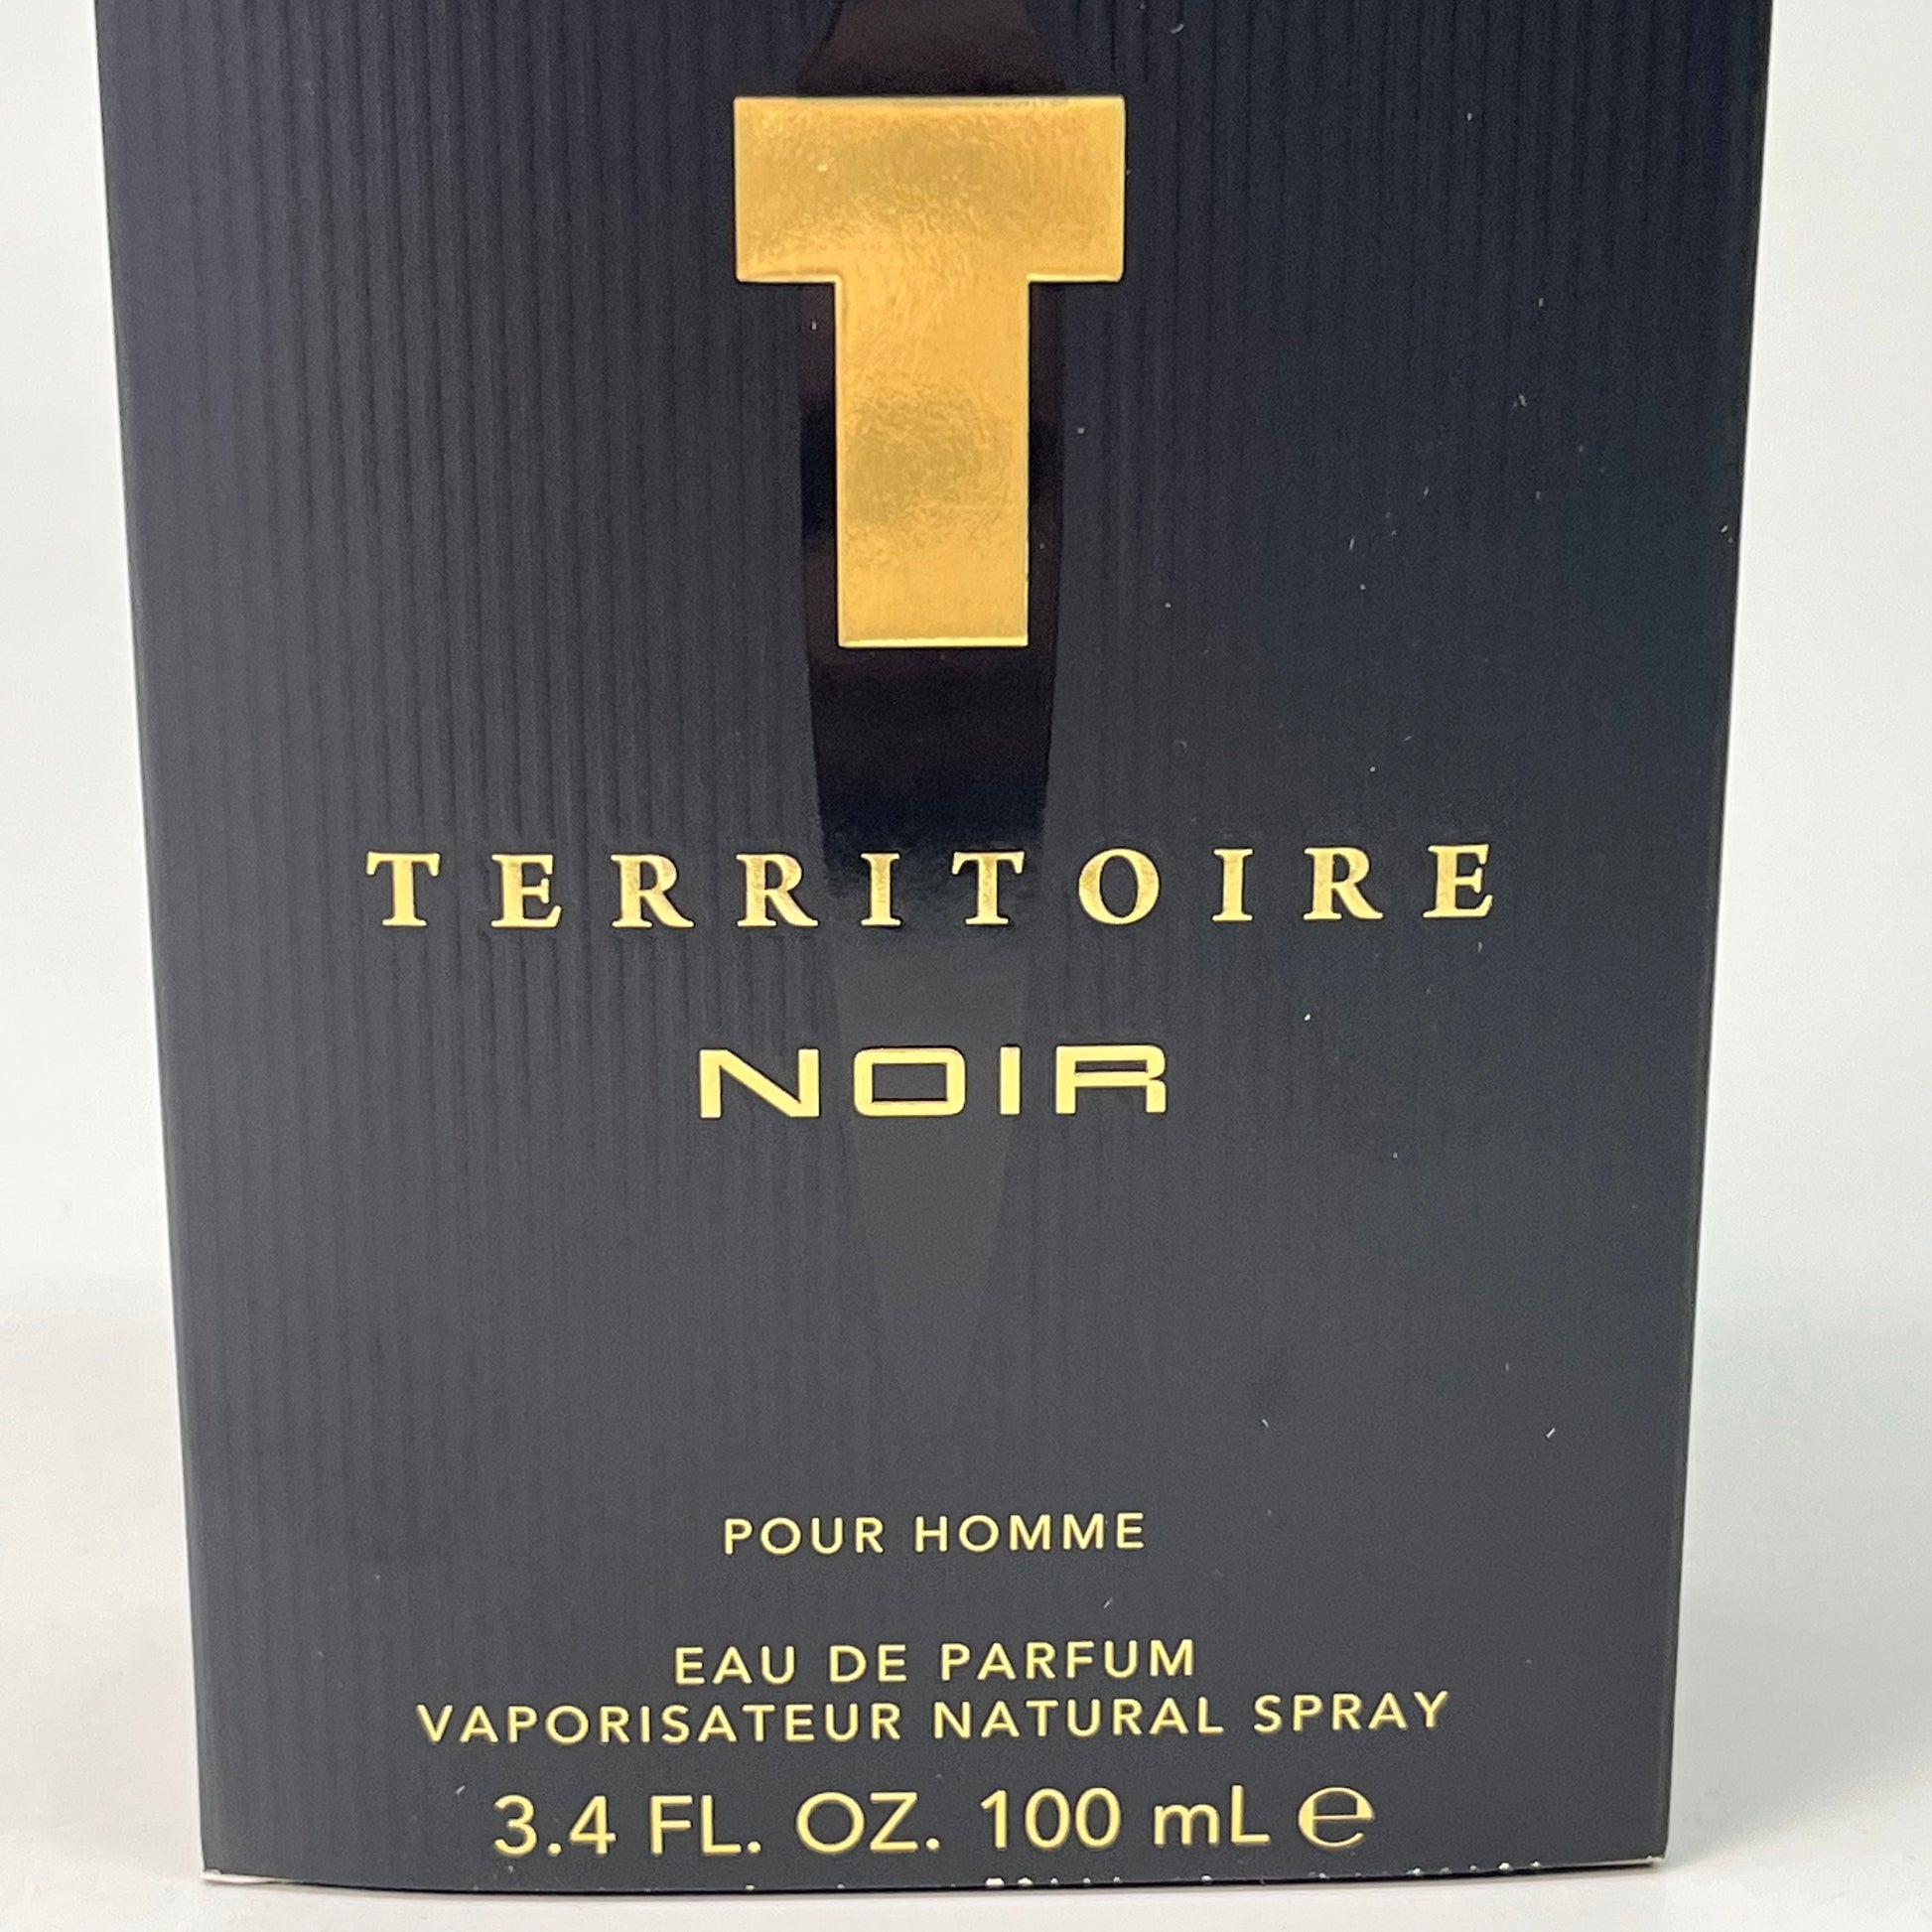 T
TERRITOIRE
NOIR
POUR HOMME
EAU DE PARFUM
VAPORISATEUR NATURAL SPRAY
3.4 FL. OZ. 100 mL ℮